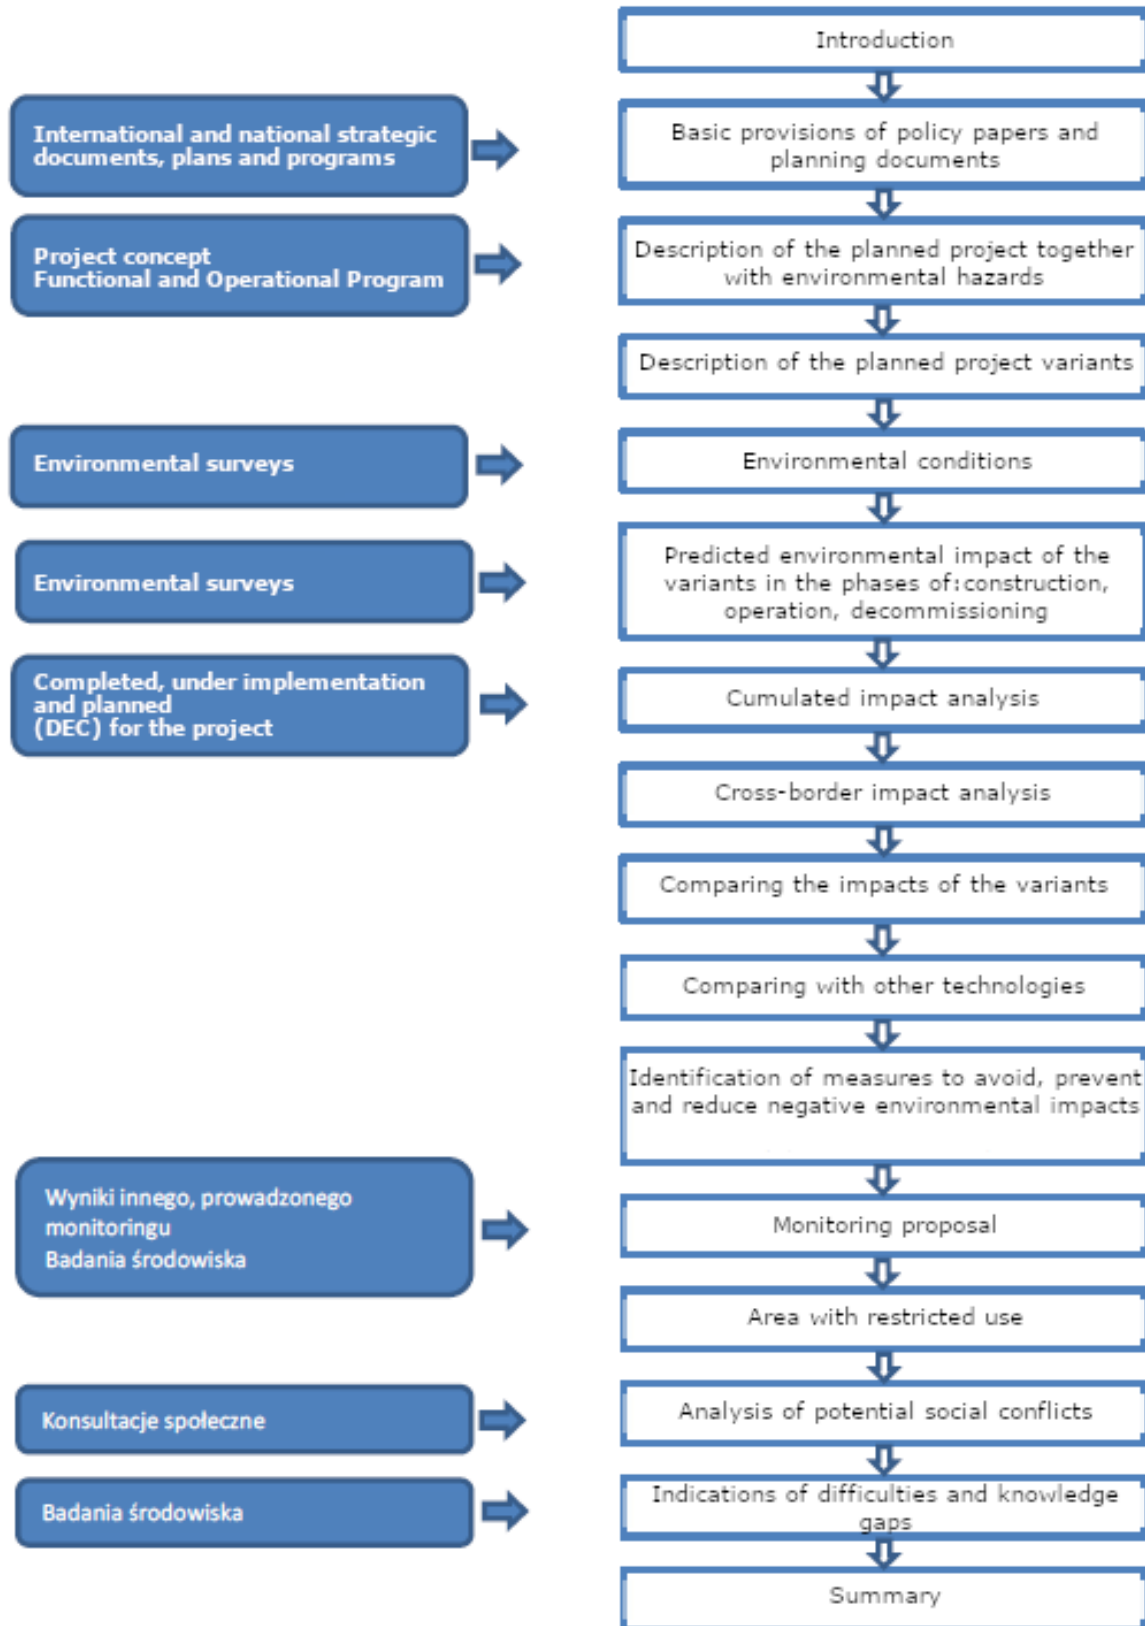 Introduction
International and national strategic
documents, plans and programs
Basic provisions of policy papers and
planning documents
Project concept
Functional and Operational Program
Description of the planned project together
with environmental hazards
Description of the planned project variants
Environmental surveys
Environmental conditions
Environmental surveys
Predicted environmental impact of the
variants in the phases of:construction,
operation, decommissioning
Completed, under implementation
and planned
(DEC) for the project
Cumulated impact analysis
Cross-border impact analysis
Comparing the impacts of the variants
Comparing with other technologies
Identification of measures to avoid, prevent
and reduce negative environmental impacts
Wyniki innego, prowadzonego
monitoringu
Badania środowiska
Monitoring proposal
Area with restricted use
Konsultacje społeczne
Analysis of potential social conflicts
Badania środowiska
Indications of difficulties and knowledge
gaps
Summary